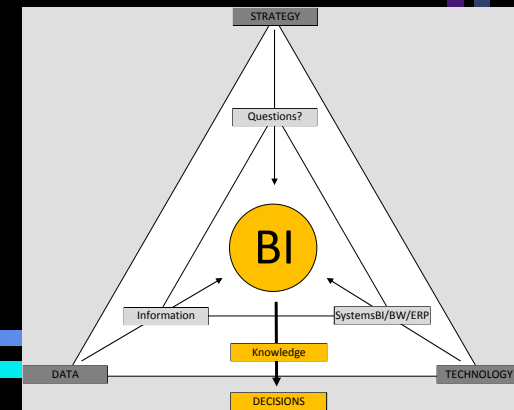 STRATEGY
Questions?
BI
Information
SystemsBI/BW/ERP
Knowledge
DATA
TECHNOLOGY
DECISIONS